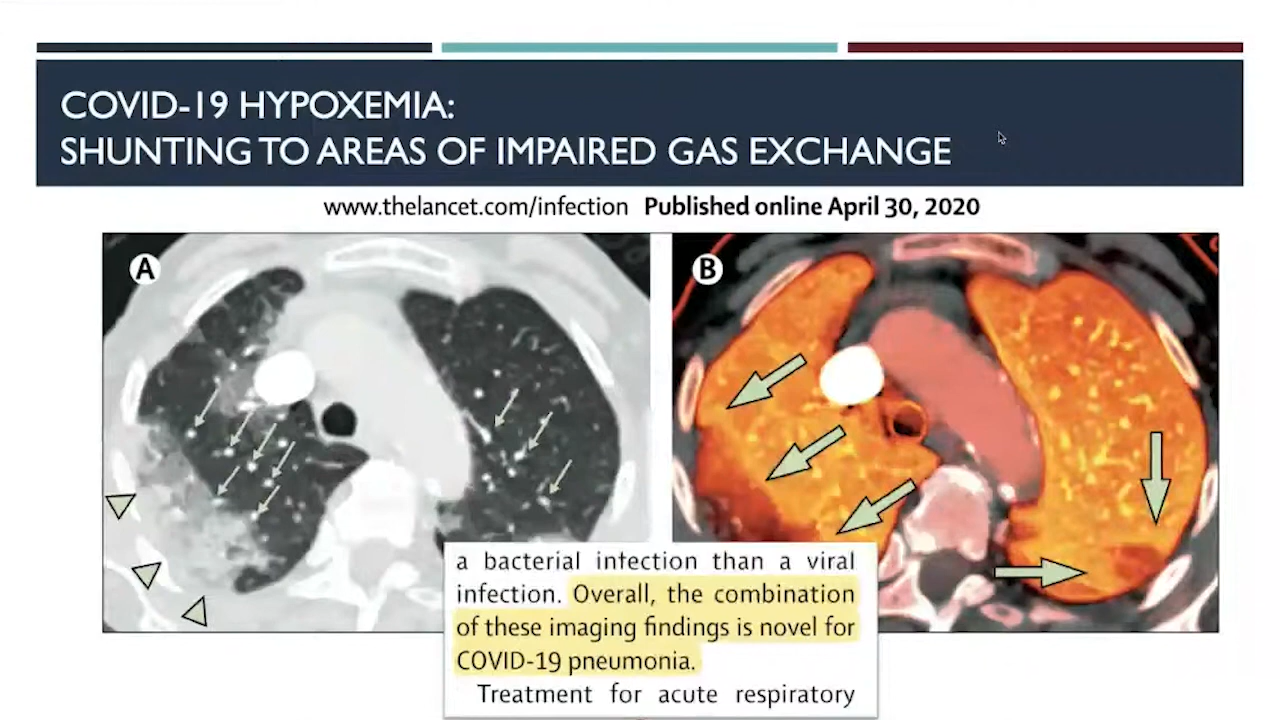 COVID-19 HYPOXEMIA:
SHUNTING TO AREAS OF IMPAIRED GAS EXCHANGE
www.thelancet.com/infection Published online April 30, 2020
A
B
a bacterial infection than a viral
infection. Overall, the combination
of these imaging findings is novel for
COVID-19 pneumonia.
Treatment for acute respiratory